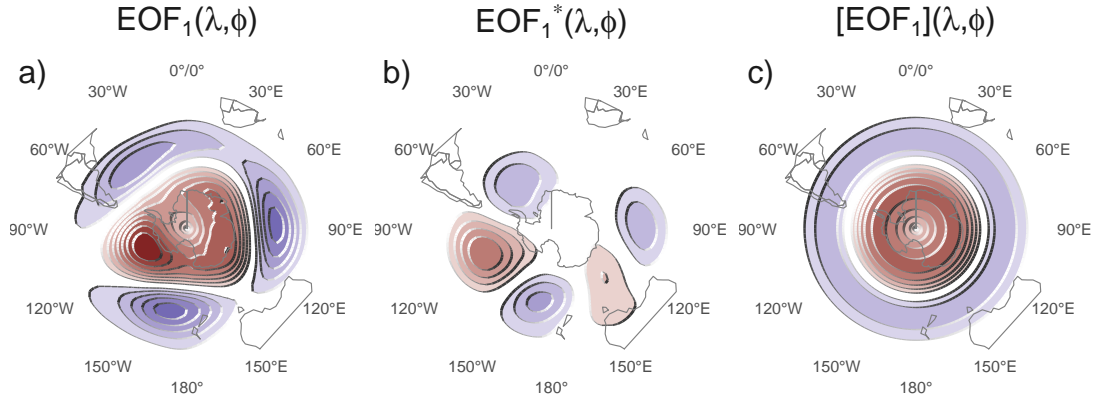 EOF₁(λ,ϕ) EOF₁*(λ,ϕ) [EOF₁](λ,ϕ)
a) b) c)
0°/0° 0°/0° 0°/0°
30°W 30°E 30°W 30°E 30°W 30°E
60°W 60°E 60°W 60°E 60°W 60°E
90°W 90°E 90°W 90°E 90°W 90°E
120°W 120°E 120°W 120°E 120°W 120°E
150°W 150°E 150°W 150°E 150°W 150°E
180° 180° 180°